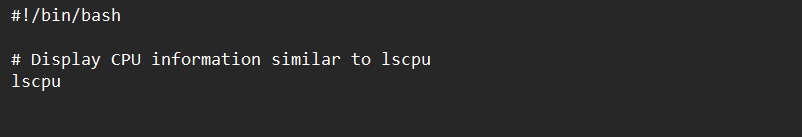 #!/bin/bash
# Display CPU information similar to lscpu
lscpu